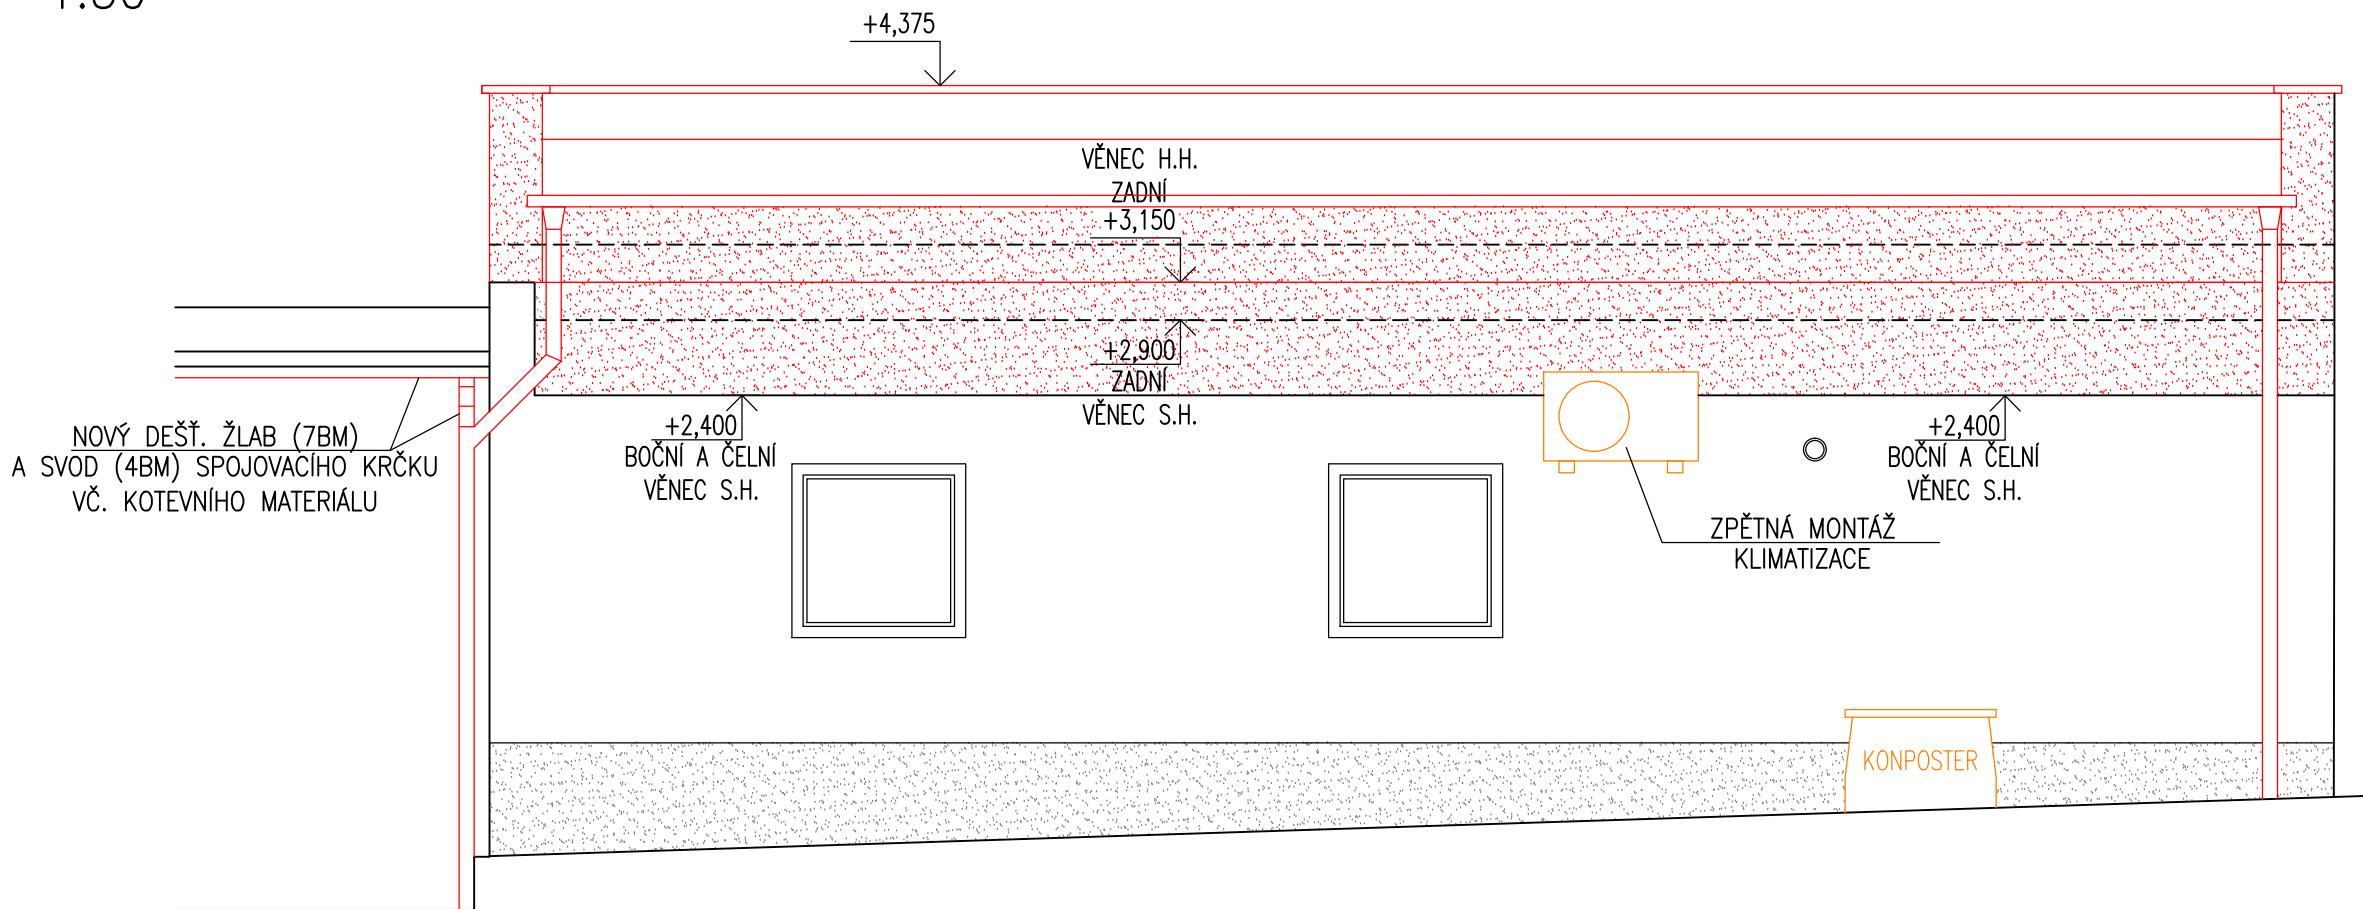 +4,375
VĚNEC H.H.
ZADNÍ
+3,150
+2,900
ZADNÍ
VĚNEC S.H.
NOVÝ DEŠŤ. ŽLAB (7BM)
A SVOD (4BM) SPOJOVACÍHO KRČKU
VČ. KOTEVNÍHO MATERIÁLU
+2,400
BOČNÍ A ČELNÍ
VĚNEC S.H.
+2,400
BOČNÍ A ČELNÍ
VĚNEC S.H.
ZPĚTNÁ MONTÁŽ
KLIMATIZACE
KONPOSTER